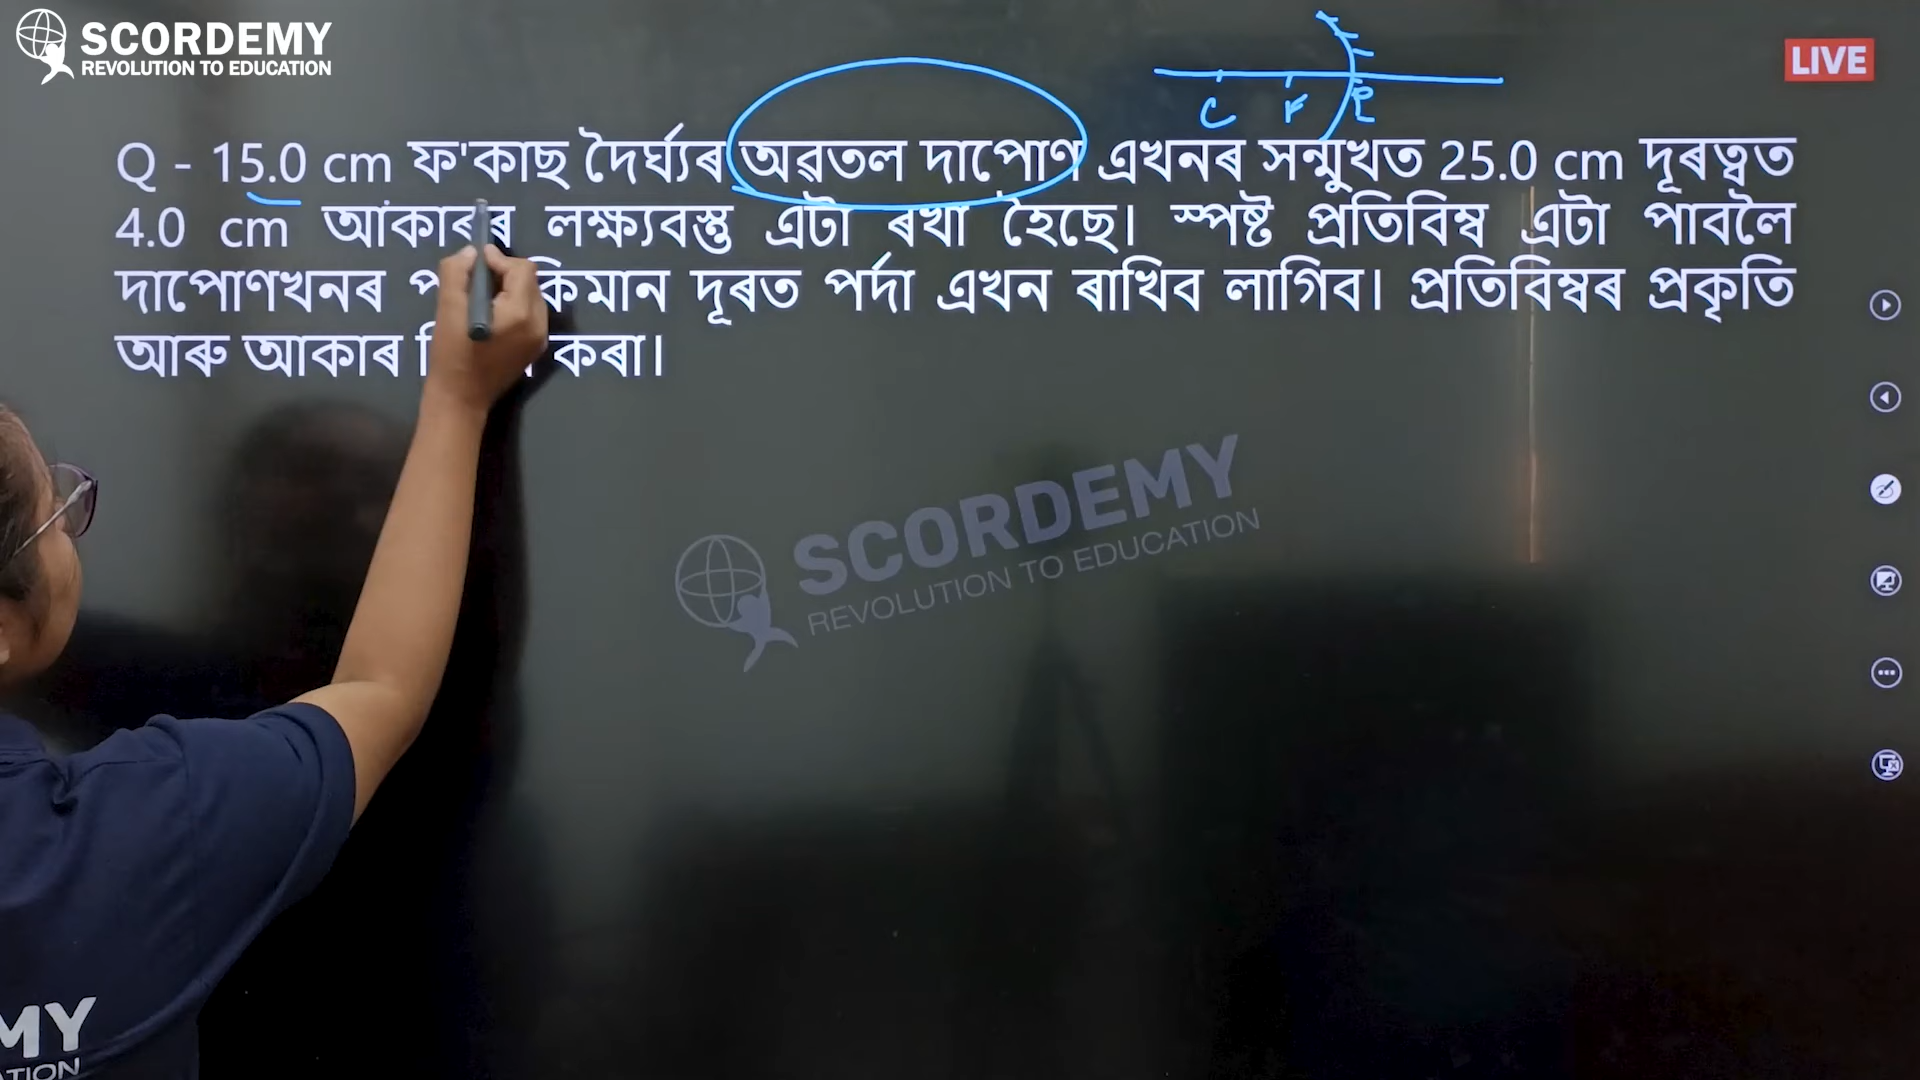 SCORDEMY
REVOLUTION TO EDUCATION
LIVE
C F P
Q - 15.0 cm ফ'কাছ দৈৰ্ঘ্যৰ অৱতল দাপোণ এখনৰ সন্মুখত 25.0 cm দূৰত্বত
4.0 cm আকাৰৰ লক্ষ্যবস্তু এটা ৰখা হৈছে। স্পষ্ট প্ৰতিবিম্ব এটা পাবলৈ
দাপোণখনৰ কিমান দূৰত পৰ্দা এখন ৰাখিব লাগিব। প্ৰতিবিম্বৰ প্ৰকৃতি
আৰু আকাৰ কৰা।
SCORDEMY
REVOLUTION TO EDUCATION
MY
ATION